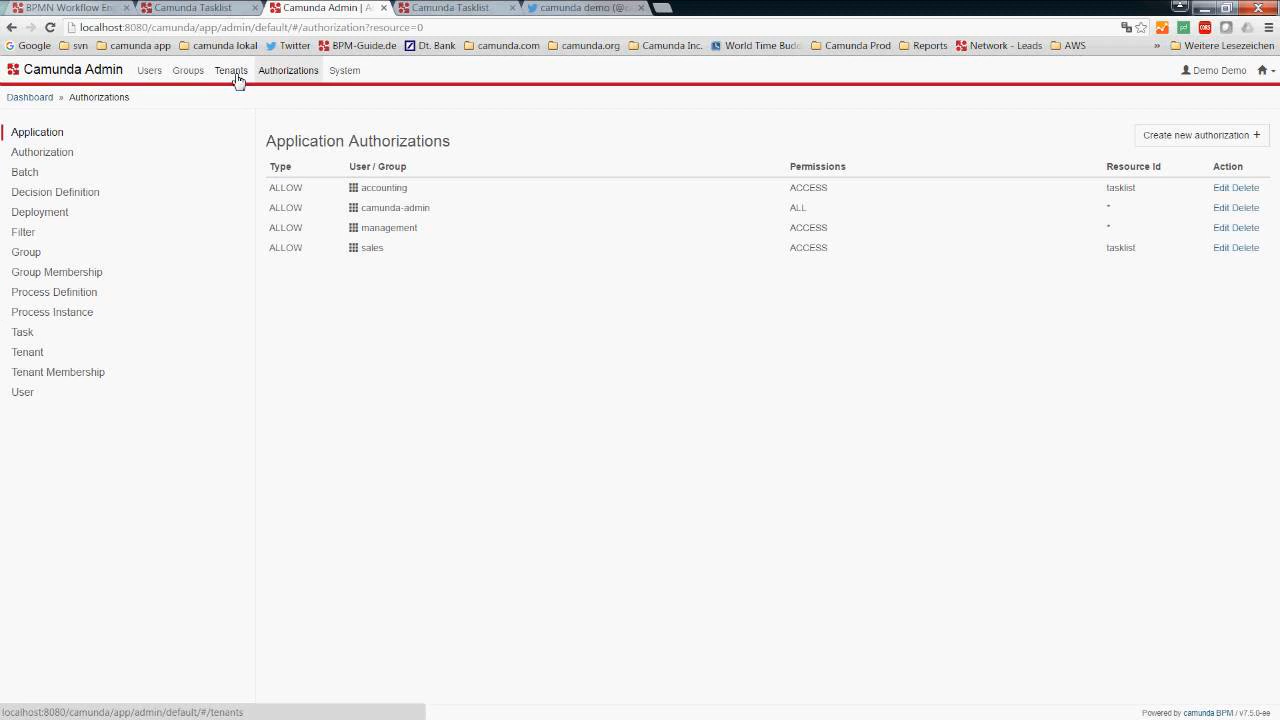 BPMN Workflow En
Camunda Tasklist
Camunda Admin | A
Camunda Tasklist
camunda demo (@c
localhost:8080/camunda/app/admin/default/#/authorization?resource=0
Google svn camunda app camunda lokal Twitter BPM-Guide.de Dt. Bank camunda.com camunda.org Camunda Inc. World Time Budd Camunda Prod Reports Network - Leads AWS » Weitere Lesezeichen
Camunda Admin Users Groups Tenants Authorizations System Demo Demo
Dashboard » Authorizations
Application
Authorization
Batch
Decision Definition
Deployment
Filter
Group
Group Membership
Process Definition
Process Instance
Task
Tenant
Tenant Membership
User
Application Authorizations
Create new authorization +
Type User / Group Permissions Resource Id Action
ALLOW accounting ACCESS tasklist Edit Delete
ALLOW camunda-admin ALL * Edit Delete
ALLOW management ACCESS * Edit Delete
ALLOW sales ACCESS tasklist Edit Delete
localhost:8080/camunda/app/admin/default/#/tenants
Powered by camunda BPM / v7.5.0-ee